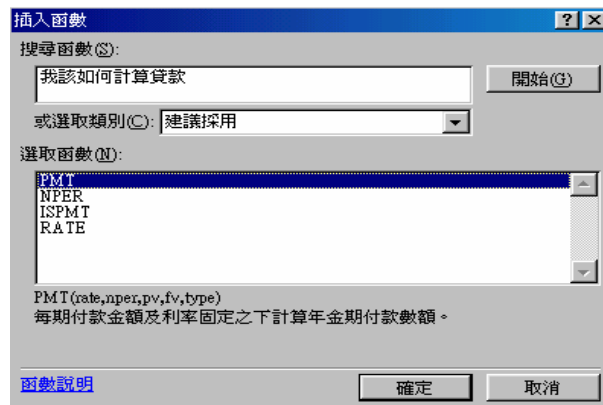 插入函數
搜尋函數(S):
我該如何計算貸款
開始(G)
或選取類別(C): 建議採用
選取函數(N):
PMT
NPER
ISPMT
RATE
PMT(rate,nper,pv,fv,type)
每期付款金額及利率固定之下計算年金期付款數額。
函數說明
確定
取消